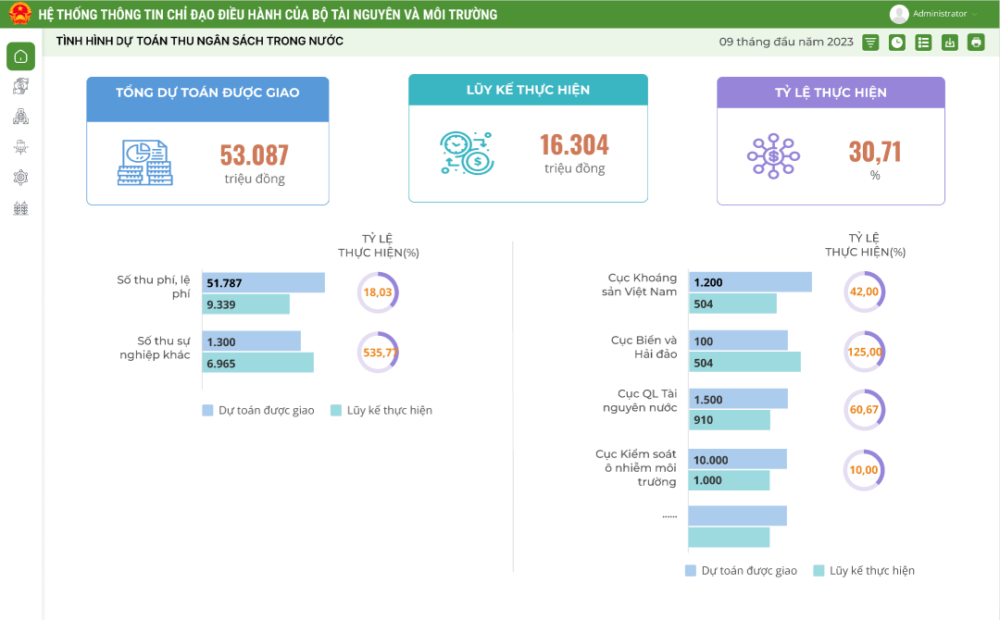 HỆ THỐNG THÔNG TIN CHỈ ĐẠO ĐIỀU HÀNH CỦA BỘ TÀI NGUYÊN VÀ MÔI TRƯỜNG
Administrator
TÌNH HÌNH DỰ TOÁN THU NGÂN SÁCH TRONG NƯỚC
09 tháng đầu năm 2023
TỔNG DỰ TOÁN ĐƯỢC GIAO
53.087
triệu đồng
LŨY KẾ THỰC HIỆN
16.304
triệu đồng
TỶ LỆ THỰC HIỆN
30,71
%
TỶ LỆ
THỰC HIỆN(%)
Số thu phí, lệ
phí
51.787
9.339
18,03
Số thu sự
nghiệp khác
1.300
6.965
535,77
Dự toán được giao
Lũy kế thực hiện
TỶ LỆ
THỰC HIỆN(%)
Cục Khoáng
sản Việt Nam
1.200
504
42,00
Cục Biển và
Hải đảo
100
504
125,00
Cục QL Tài
nguyên nước
1.500
910
60,67
Cục Kiểm soát
ô nhiễm môi
trường
10.000
1.000
10,00
......
Dự toán được giao
Lũy kế thực hiện